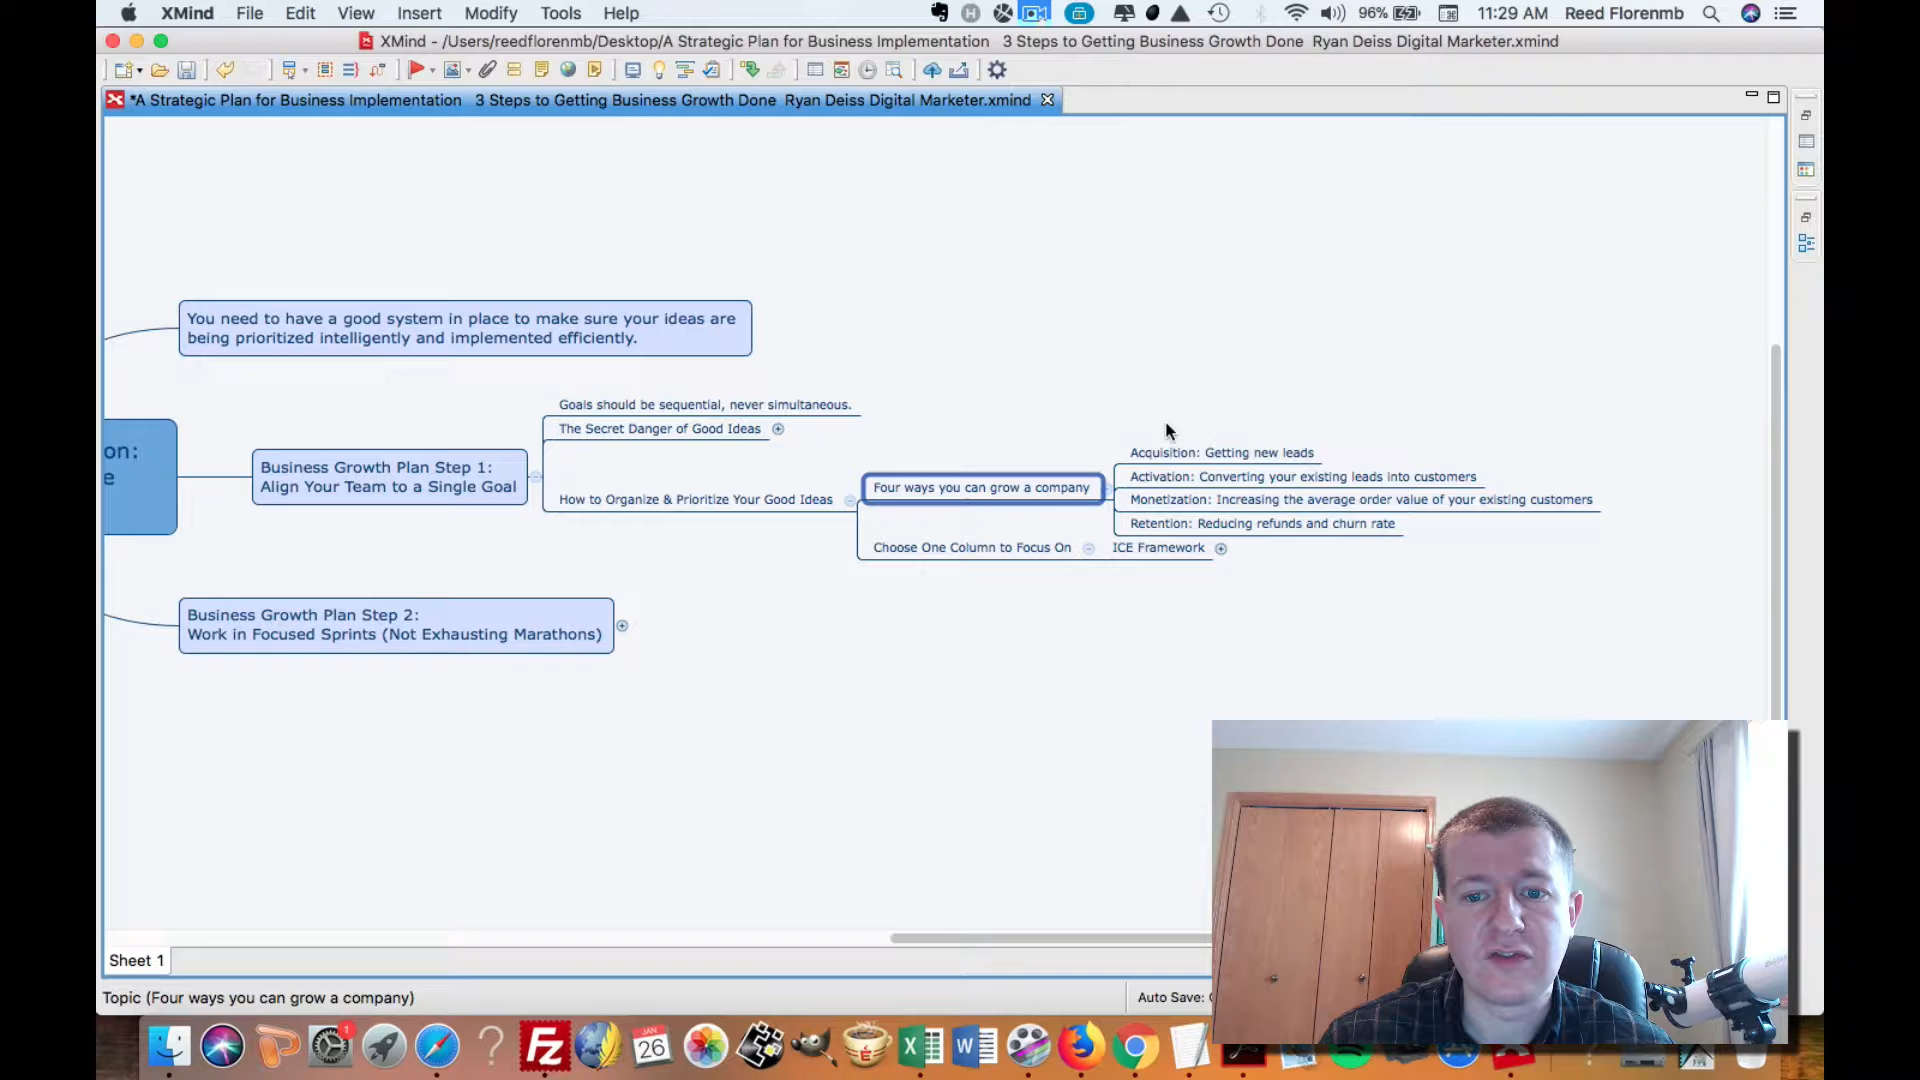 XMind File Edit View Insert Modify Tools Help 96% 11:29 AM Reed Florenmb
XMind - /Users/reedflorenmb/Desktop/A Strategic Plan for Business Implementation 3 Steps to Getting Business Growth Done Ryan Deiss Digital Marketer.xmind
*A Strategic Plan for Business Implementation 3 Steps to Getting Business Growth Done Ryan Deiss Digital Marketer.xmind
You need to have a good system in place to make sure your ideas are
being prioritized intelligently and implemented efficiently.
on:
e
Business Growth Plan Step 1:
Align Your Team to a Single Goal
Goals should be sequential, never simultaneous.
The Secret Danger of Good Ideas
How to Organize & Prioritize Your Good Ideas
Four ways you can grow a company
Acquisition: Getting new leads
Activation: Converting your existing leads into customers
Monetization: Increasing the average order value of your existing customers
Retention: Reducing refunds and churn rate
Choose One Column to Focus On
ICE Framework
Business Growth Plan Step 2:
Work in Focused Sprints (Not Exhausting Marathons)
Sheet 1
Topic (Four ways you can grow a company)
Auto Save:
1
FZ
JAN
26
X
W